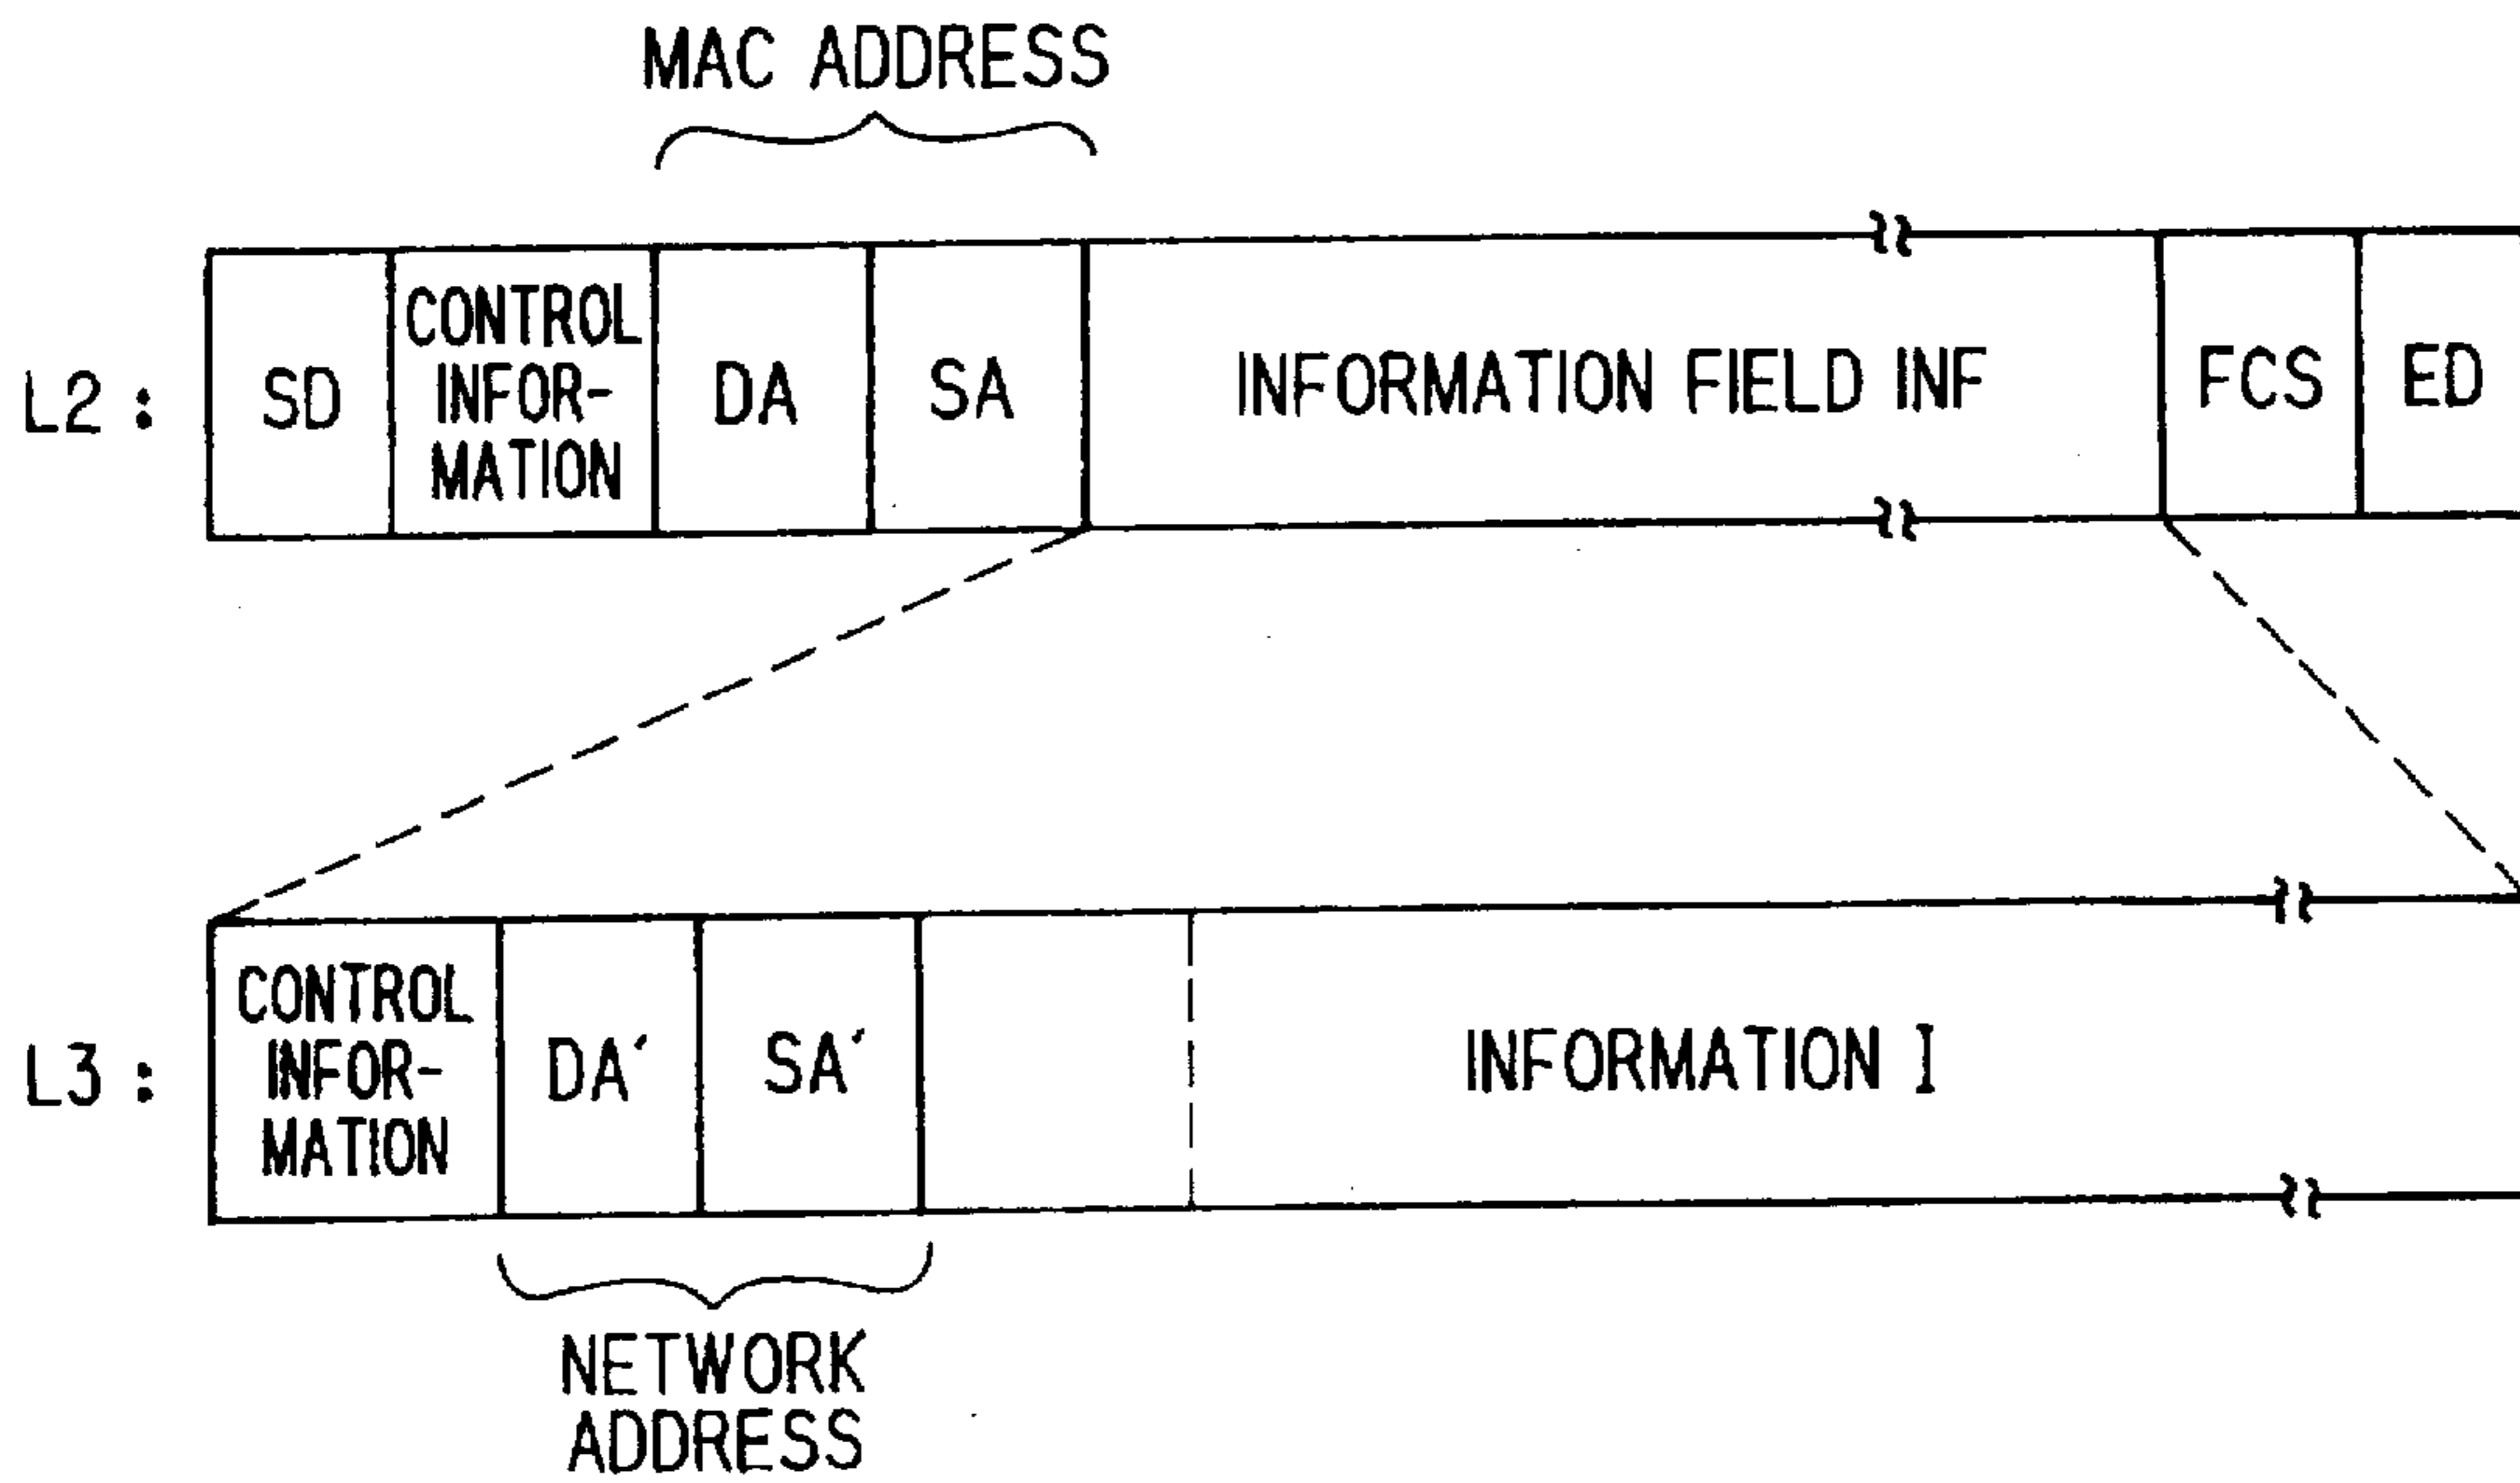 MAC ADDRESS
L2 :
SD
CONTROL
INFOR-
MATION
DA
SA
INFORMATION FIELD INF
FCS
ED
L3 :
CONTROL
INFOR-
MATION
DA′
SA′
INFORMATION I
NETWORK
ADDRESS